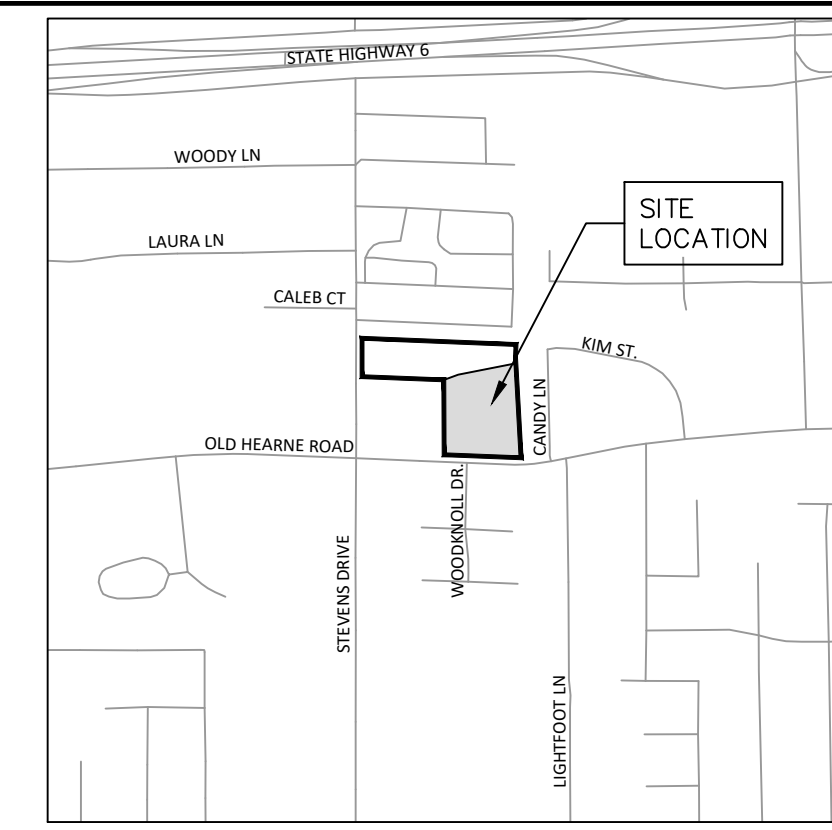 STATE HIGHWAY 6
WOODY LN
SITE
LOCATION
LAURA LN
CALEB CT
KIM ST.
CANDY LN
OLD HEARNE ROAD
WOODKNOLL DR.
STEVENS DRIVE
LIGHTFOOT LN